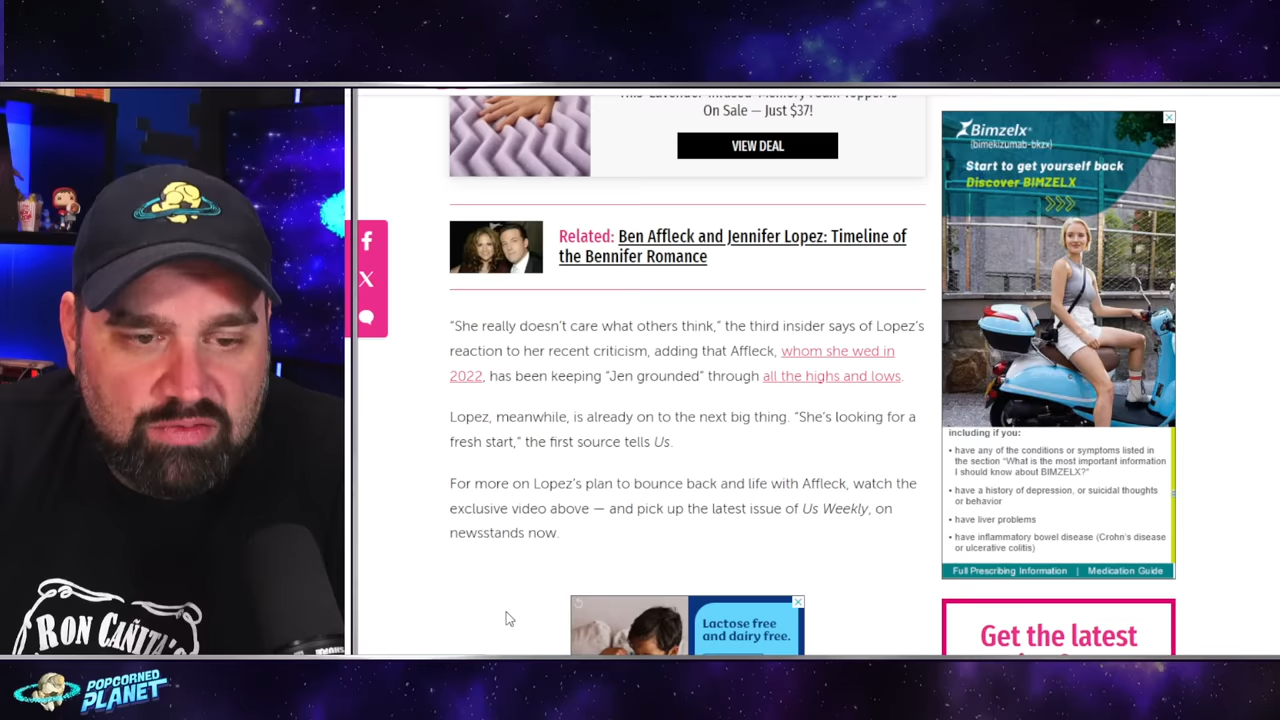 On Sale — Just $37!
VIEW DEAL
Related: Ben Affleck and Jennifer Lopez: Timeline of
the Bennifer Romance
“She really doesn’t care what others think,” the third insider says of Lopez’s
reaction to her recent criticism, adding that Affleck, whom she wed in
2022, has been keeping “Jen grounded” through all the highs and lows.
Lopez, meanwhile, is already on to the next big thing. “She’s looking for a
fresh start,” the first source tells Us.
For more on Lopez’s plan to bounce back and life with Affleck, watch the
exclusive video above — and pick up the latest issue of Us Weekly, on
newsstands now.
Lactose free
and dairy free.
Bimzelx
(bimekizumab-bkzx)
Start to get yourself back
Discover BIMZELX
including if you:
• have any of the conditions or symptoms listed in
the section “What is the most important information
I should know about BIMZELX?”
• have a history of depression, or suicidal thoughts
or behavior
• have liver problems
• have inflammatory bowel disease (Crohn’s disease
or ulcerative colitis)
Full Prescribing Information | Medication Guide
Get the latest
RON CAÑITA'S
POPCORNED
PLANET